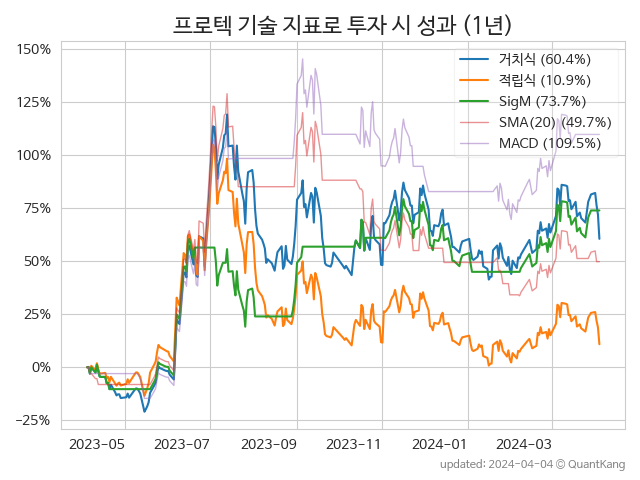 프로텍 기술 지표로 투자 시 성과 (1년)
150%
125%
100%
75%
50%
25%
0%
−25%
거치식 (60.4%)
적립식 (10.9%)
SigM (73.7%)
SMA(20) (49.7%)
MACD (109.5%)
2023-05
2023-07
2023-09
2023-11
2024-01
2024-03
updated: 2024-04-04 © QuantKang